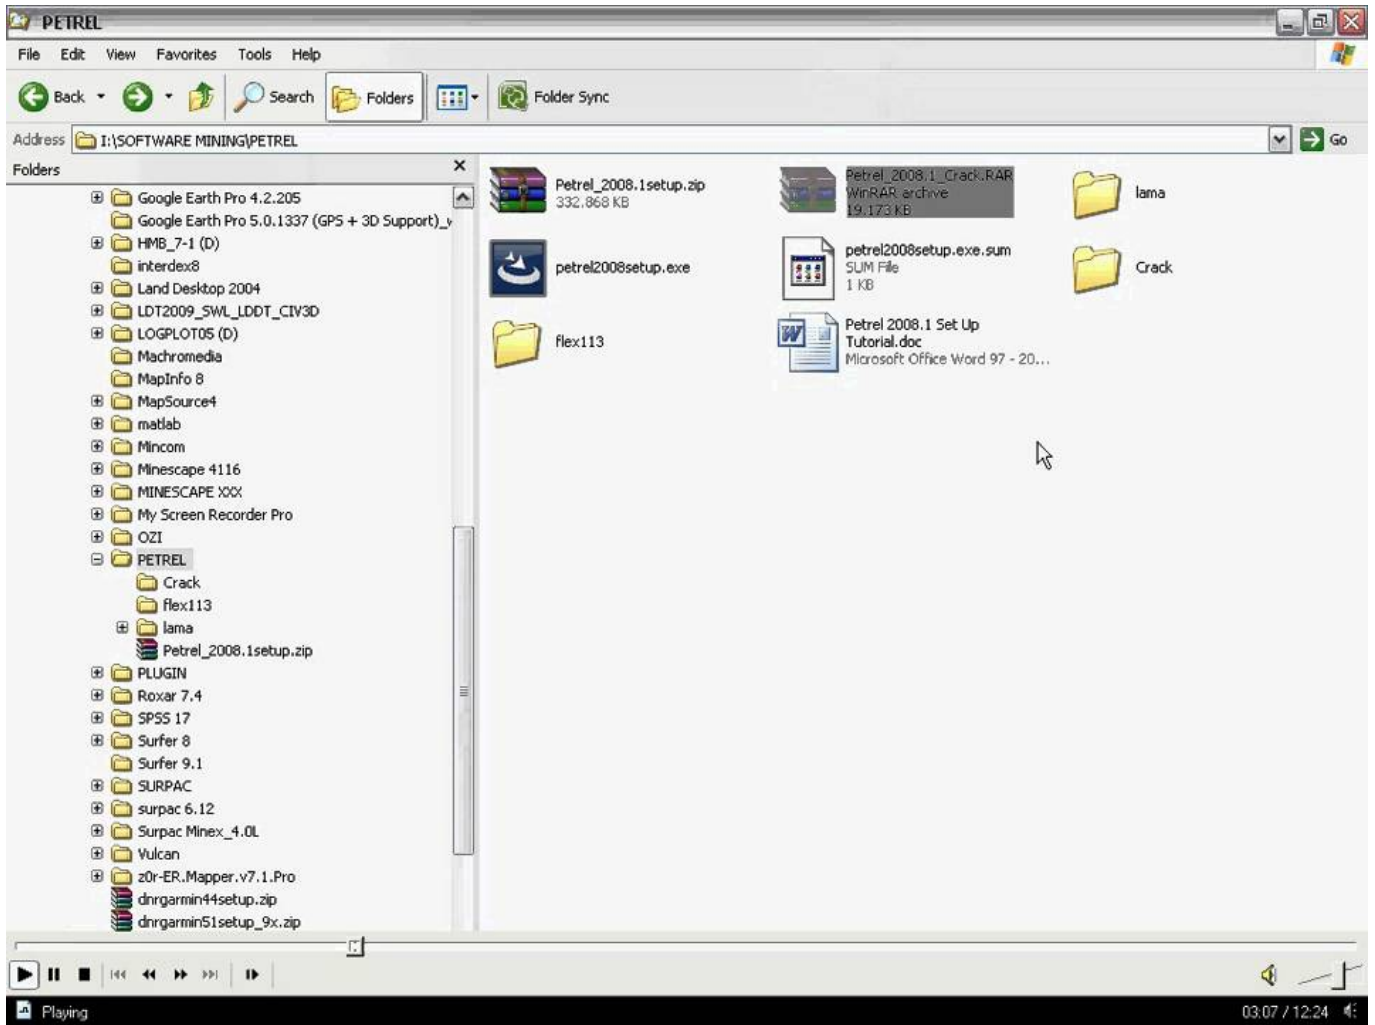 PETREL
File Edit View Favorites Tools Help
Back Search Folders Folder Sync
Address I:\SOFTWARE MINING\PETREL Go
Folders
Google Earth Pro 4.2.205
Google Earth Pro 5.0.1337 (GPS + 3D Support)_v
HMB_7-1 (D)
interdex8
Land Desktop 2004
LDT2009_SWL_LDDT_CIV3D
LOGPLOT05 (D)
Machromedia
MapInfo 8
MapSource4
matlab
Mincom
Minescape 4116
MINESCAPE XXX
My Screen Recorder Pro
OZI
PETREL
Crack
flex113
lama
Petrel_2008.1setup.zip
PLUGIN
Roxar 7.4
SPSS 17
Surfer 8
Surfer 9.1
SURPAC
surpac 6.12
Surpac Minex_4.0L
Vulcan
z0r-ER.Mapper.v7.1.Pro
dnrgarmin44setup.zip
dnrgarmin51setup_9x.zip
Petrel_2008.1setup.zip
332.868 KB
Petrel_2008.1_Crack.RAR
WinRAR archive
19.173 KB
lama
petrel2008setup.exe
petrel2008setup.exe.sum
SUM File
1 KB
Crack
flex113
Petrel 2008.1 Set Up
Tutorial.doc
Microsoft Office Word 97 - 20...
Playing 03:07 / 12:24